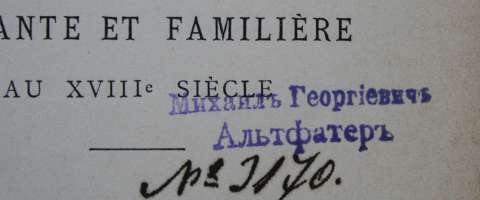 ANTE ET FAMILIÈRE
AU XVIIIe SIÈCLE
Михаилъ Георгіевичъ
Альтфатеръ
№ 3170.